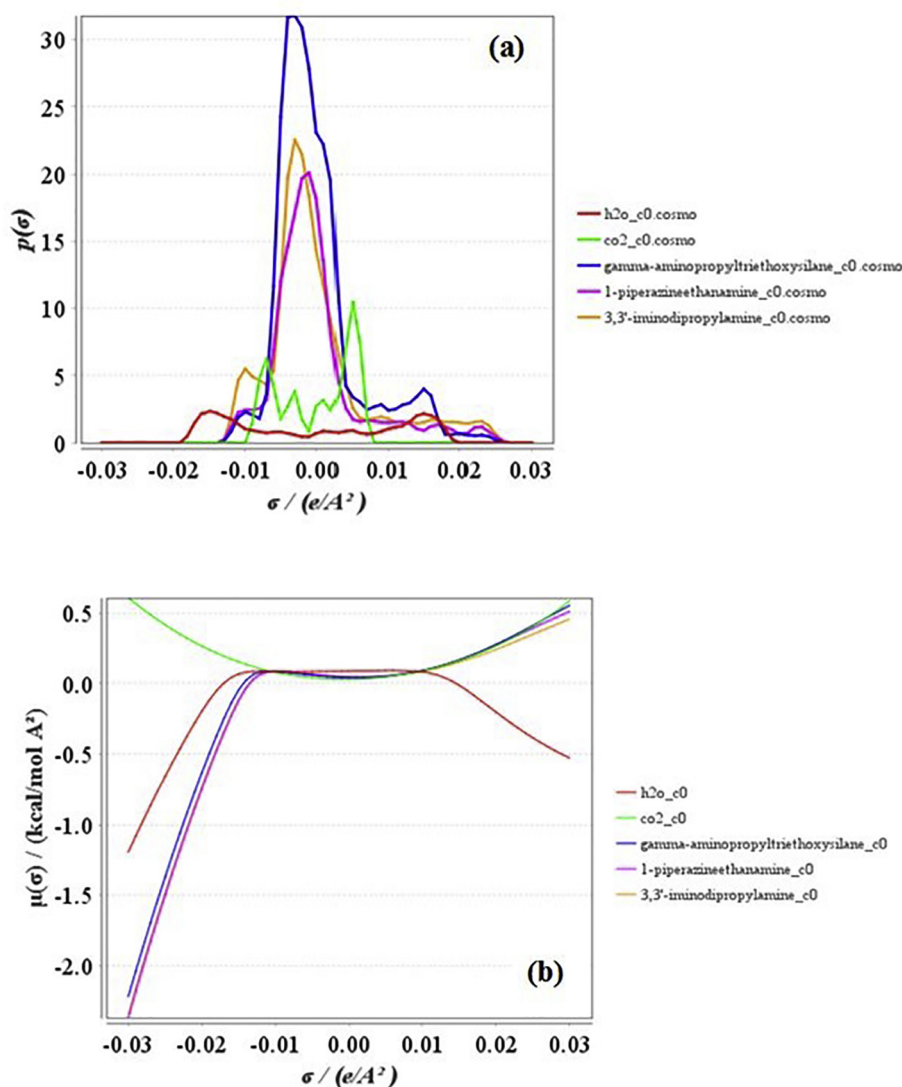 (a)
30
25
20
15
10
5
0
p(σ)
-0.03 -0.02 -0.01 0.00 0.01 0.02 0.03
σ / (e/A²)
h2o_c0.cosmo
co2_c0.cosmo
gamma-aminopropyltriethoxysilane_c0.cosmo
1-piperazineethanamine_c0.cosmo
3,3'-iminodipropylamine_c0.cosmo
0.5
0.0
-0.5
-1.0
-1.5
-2.0
μ(σ) / (kcal/mol A²)
(b)
-0.03 -0.02 -0.01 0.00 0.01 0.02 0.03
σ / (e/A²)
h2o_c0
co2_c0
gamma-aminopropyltriethoxysilane_c0
1-piperazineethanamine_c0
3,3'-iminodipropylamine_c0